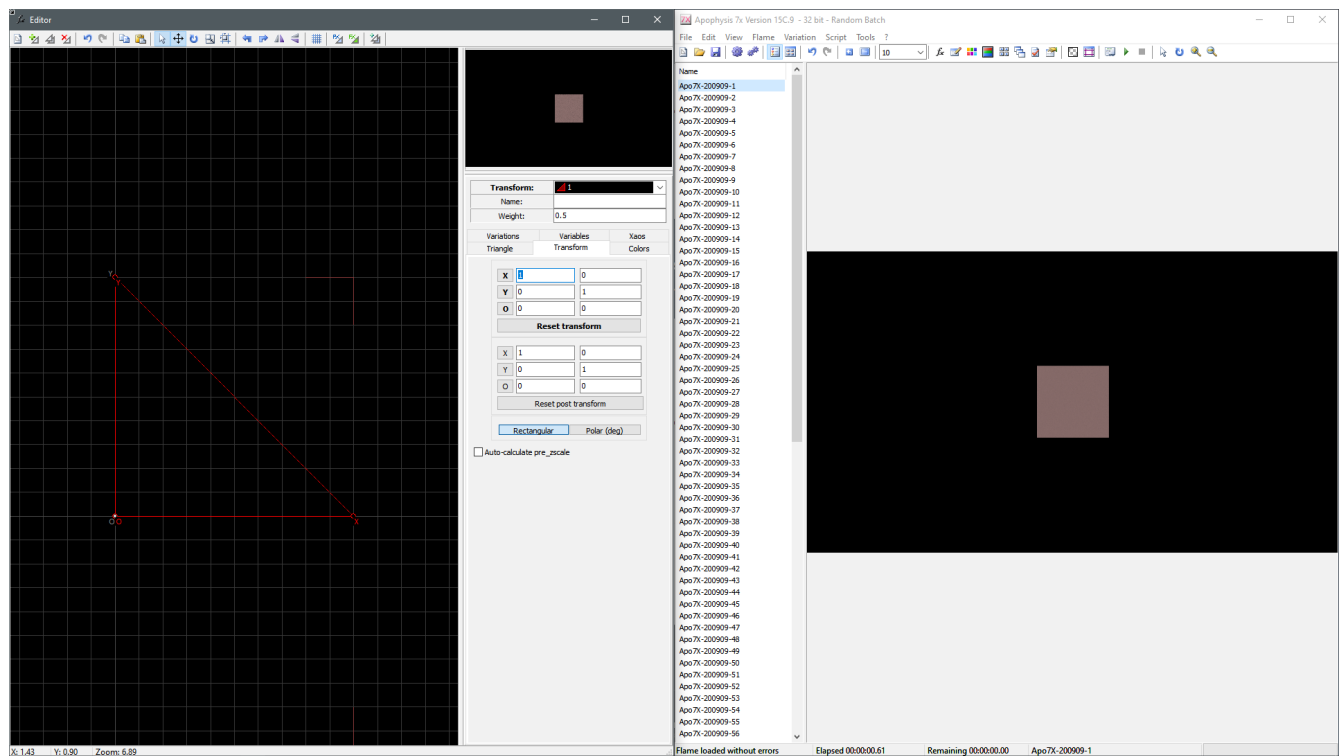 Editor
Transform:
1
Name:
Weight:
0.5
Variations
Variables
Xaos
Triangle
Transform
Colors
X
1
0
Y
0
1
O
0
0
Reset transform
X
1
0
Y
0
1
O
0
0
Reset post transform
Rectangular
Polar (deg)
Auto-calculate pre_zscale
Y
Y
O
O
X
X: 1.43
Y: 0.90
Zoom: 6.89
Apophysis 7x Version 15C.9 - 32 bit - Random Batch
File Edit View Flame Variation Script Tools ?
10
Name
Apo7X-200909-1
Apo7X-200909-2
Apo7X-200909-3
Apo7X-200909-4
Apo7X-200909-5
Apo7X-200909-6
Apo7X-200909-7
Apo7X-200909-8
Apo7X-200909-9
Apo7X-200909-10
Apo7X-200909-11
Apo7X-200909-12
Apo7X-200909-13
Apo7X-200909-14
Apo7X-200909-15
Apo7X-200909-16
Apo7X-200909-17
Apo7X-200909-18
Apo7X-200909-19
Apo7X-200909-20
Apo7X-200909-21
Apo7X-200909-22
Apo7X-200909-23
Apo7X-200909-24
Apo7X-200909-25
Apo7X-200909-26
Apo7X-200909-27
Apo7X-200909-28
Apo7X-200909-29
Apo7X-200909-30
Apo7X-200909-31
Apo7X-200909-32
Apo7X-200909-33
Apo7X-200909-34
Apo7X-200909-35
Apo7X-200909-36
Apo7X-200909-37
Apo7X-200909-38
Apo7X-200909-39
Apo7X-200909-40
Apo7X-200909-41
Apo7X-200909-42
Apo7X-200909-43
Apo7X-200909-44
Apo7X-200909-45
Apo7X-200909-46
Apo7X-200909-47
Apo7X-200909-48
Apo7X-200909-49
Apo7X-200909-50
Apo7X-200909-51
Apo7X-200909-52
Apo7X-200909-53
Apo7X-200909-54
Apo7X-200909-55
Apo7X-200909-56
Flame loaded without errors
Elapsed 00:00:00.61
Remaining 00:00:00.00
Apo7X-200909-1